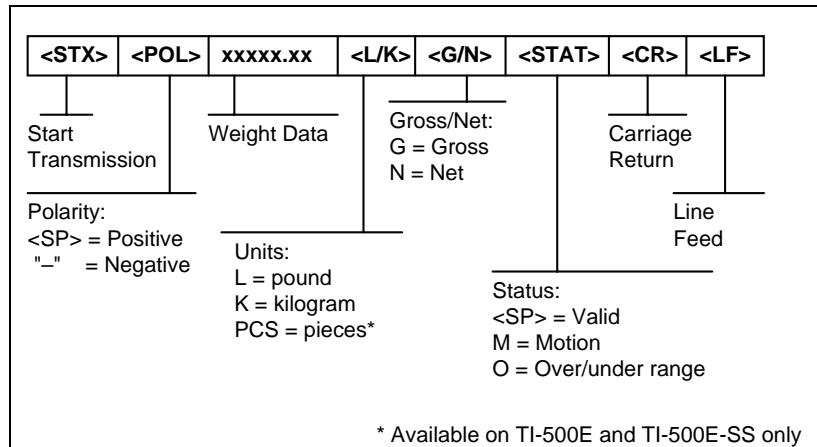 <STX> <POL> xxxxx.xx <L/K> <G/N> <STAT> <CR> <LF>
Start
Transmission
Weight Data
Gross/Net:
G = Gross
N = Net
Carriage
Return
Polarity:
<SP> = Positive
"–" = Negative
Units:
L = pound
K = kilogram
PCS = pieces*
Line
Feed
Status:
<SP> = Valid
M = Motion
O = Over/under range
* Available on TI-500E and TI-500E-SS only